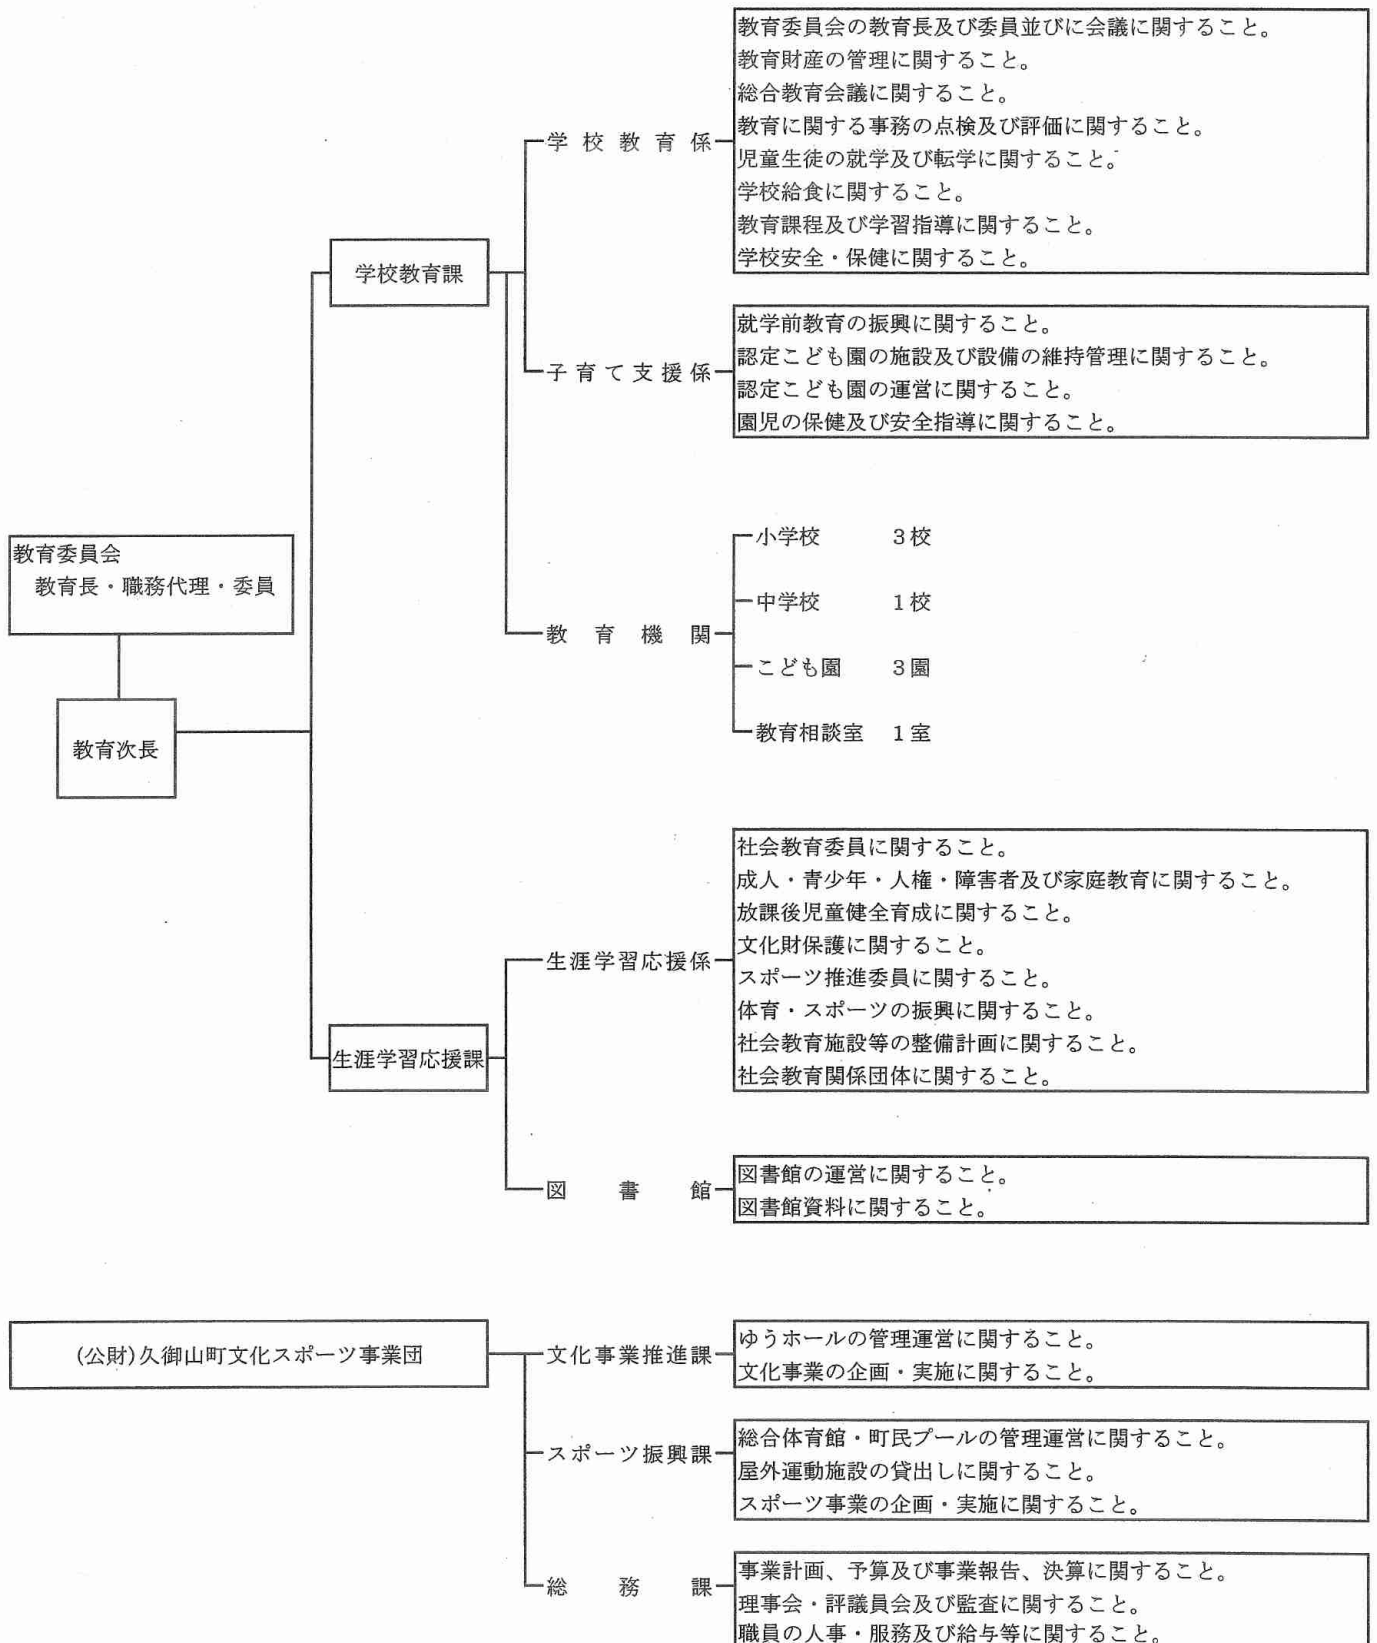 教育委員会
教育長・職務代理・委員
教育次長
学校教育課
学校教育係
教育委員会の教育長及び委員並びに会議に関すること。
教育財産の管理に関すること。
総合教育会議に関すること。
教育に関する事務の点検及び評価に関すること。
児童生徒の就学及び転学に関すること。
学校給食に関すること。
教育課程及び学習指導に関すること。
学校安全・保健に関すること。
子育て支援係
就学前教育の振興に関すること。
認定こども園の施設及び設備の維持管理に関すること。
認定こども園の運営に関すること。
園児の保健及び安全指導に関すること。
教育機関
小学校 3校
中学校 1校
こども園 3園
教育相談室 1室
生涯学習応援課
生涯学習応援係
社会教育委員に関すること。
成人・青少年・人権・障害者及び家庭教育に関すること。
放課後児童健全育成に関すること。
文化財保護に関すること。
スポーツ推進委員に関すること。
体育・スポーツの振興に関すること。
社会教育施設等の整備計画に関すること。
社会教育関係団体に関すること。
図書館
図書館の運営に関すること。
図書館資料に関すること。
(公財)久御山町文化スポーツ事業団
文化事業推進課
ゆうホールの管理運営に関すること。
文化事業の企画・実施に関すること。
スポーツ振興課
総合体育館・町民プールの管理運営に関すること。
屋外運動施設の貸出しに関すること。
スポーツ事業の企画・実施に関すること。
総務課
事業計画、予算及び事業報告、決算に関すること。
理事会・評議員会及び監査に関すること。
職員の人事・服務及び給与等に関すること。